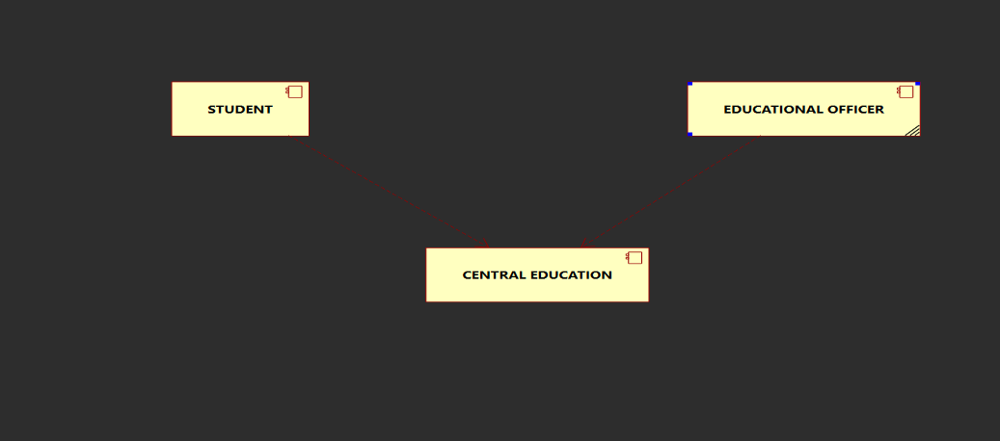 STUDENT
EDUCATIONAL OFFICER
CENTRAL EDUCATION